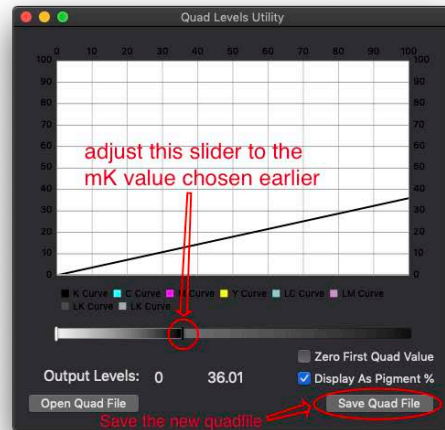 Quad Levels Utility
0 20 30 40 50 60 70 80 100
100 100
90 90
80 80
70 70
60 60
50 50
40 40
30 30
20 20
10 10
0 0
adjust this slider to the
mK value chosen earlier
K Curve C Curve M Curve Y Curve LC Curve LM Curve
LK Curve LK Curve
Zero First Quad Value
Output Levels: 0 36.01 Display As Pigment %
Open Quad File Save Quad File
Save the new quadfile